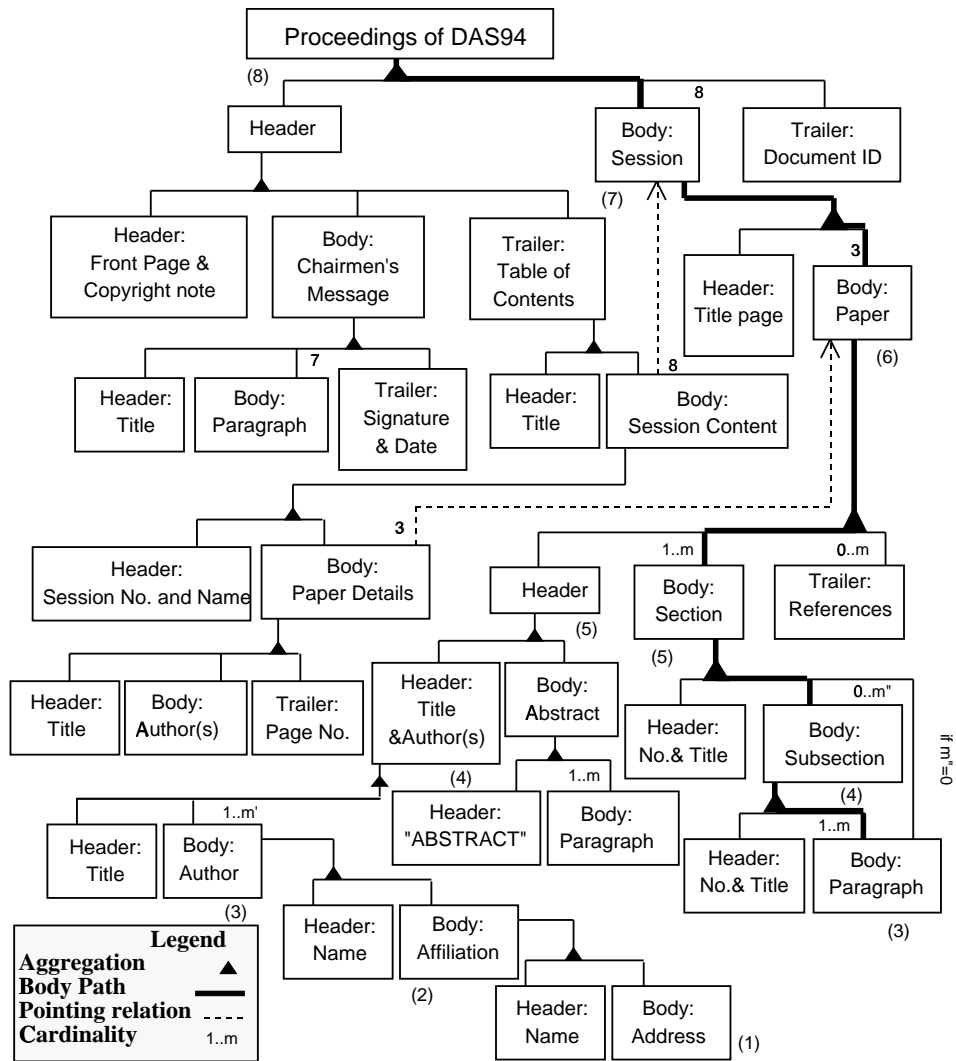 Proceedings of DAS94
(8)
8
Header
Body:
Session
Trailer:
Document ID
(7)
Header:
Front Page &
Copyright note
Body:
Chairmen's
Message
Trailer:
Table of
Contents
3
Header:
Title page
Body:
Paper
(6)
7
8
Header:
Title
Body:
Paragraph
Trailer:
Signature
& Date
Header:
Title
Body:
Session Content
3
1..m
0..m
Header:
Session No. and Name
Body:
Paper Details
Header
Body:
Section
Trailer:
References
(5)
(5)
Header:
Title
Body:
Author(s)
Trailer:
Page No.
Header:
Title
&Author(s)
Body:
Abstract
0..m"
Header:
No.& Title
Body:
Subsection
if m"=0
(4)
(4)
1..m
1..m'
1..m
Header:
Title
Body:
Author
Header:
"ABSTRACT"
Body:
Paragraph
Header:
No.& Title
Body:
Paragraph
(3)
(3)
Header:
Name
Body:
Affiliation
(2)
Header:
Name
Body:
Address
(1)
Legend
Aggregation
Body Path
Pointing relation
Cardinality 1..m